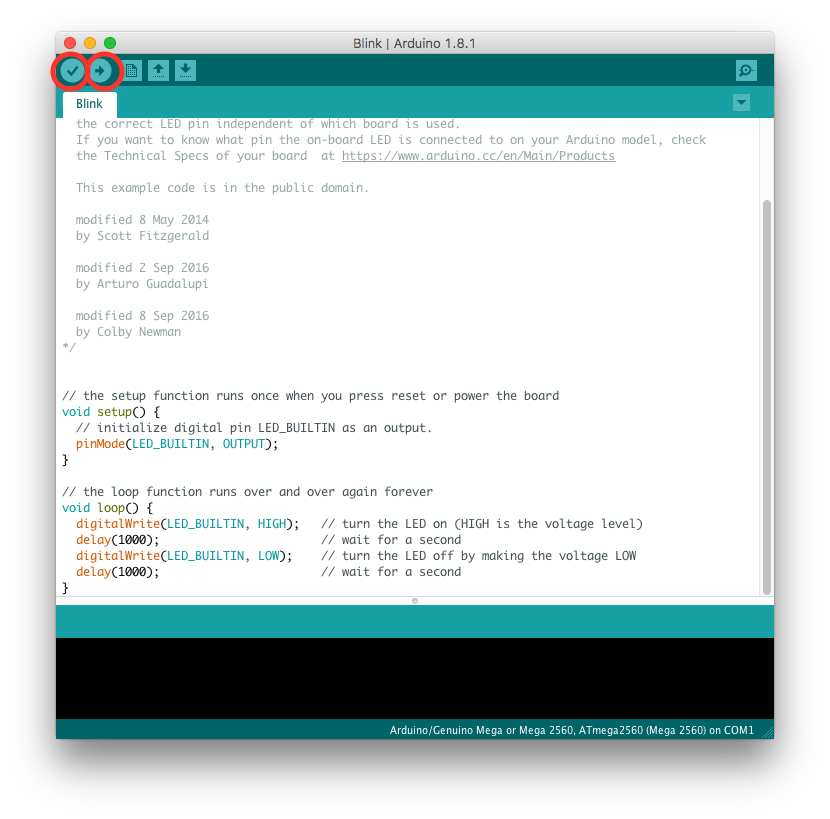 Blink | Arduino 1.8.1
Blink
the correct LED pin independent of which board is used.
If you want to know what pin the on-board LED is connected to on your Arduino model, check
the Technical Specs of your board  at https://www.arduino.cc/en/Main/Products
This example code is in the public domain.
modified 8 May 2014
by Scott Fitzgerald
modified 2 Sep 2016
by Arturo Guadalupi
modified 8 Sep 2016
by Colby Newman
*/
// the setup function runs once when you press reset or power the board
void setup() {
  // initialize digital pin LED_BUILTIN as an output.
  pinMode(LED_BUILTIN, OUTPUT);
}
// the loop function runs over and over again forever
void loop() {
  digitalWrite(LED_BUILTIN, HIGH);   // turn the LED on (HIGH is the voltage level)
  delay(1000);                       // wait for a second
  digitalWrite(LED_BUILTIN, LOW);    // turn the LED off by making the voltage LOW
  delay(1000);                       // wait for a second
}
Arduino/Genuino Mega or Mega 2560, ATmega2560 (Mega 2560) on COM1